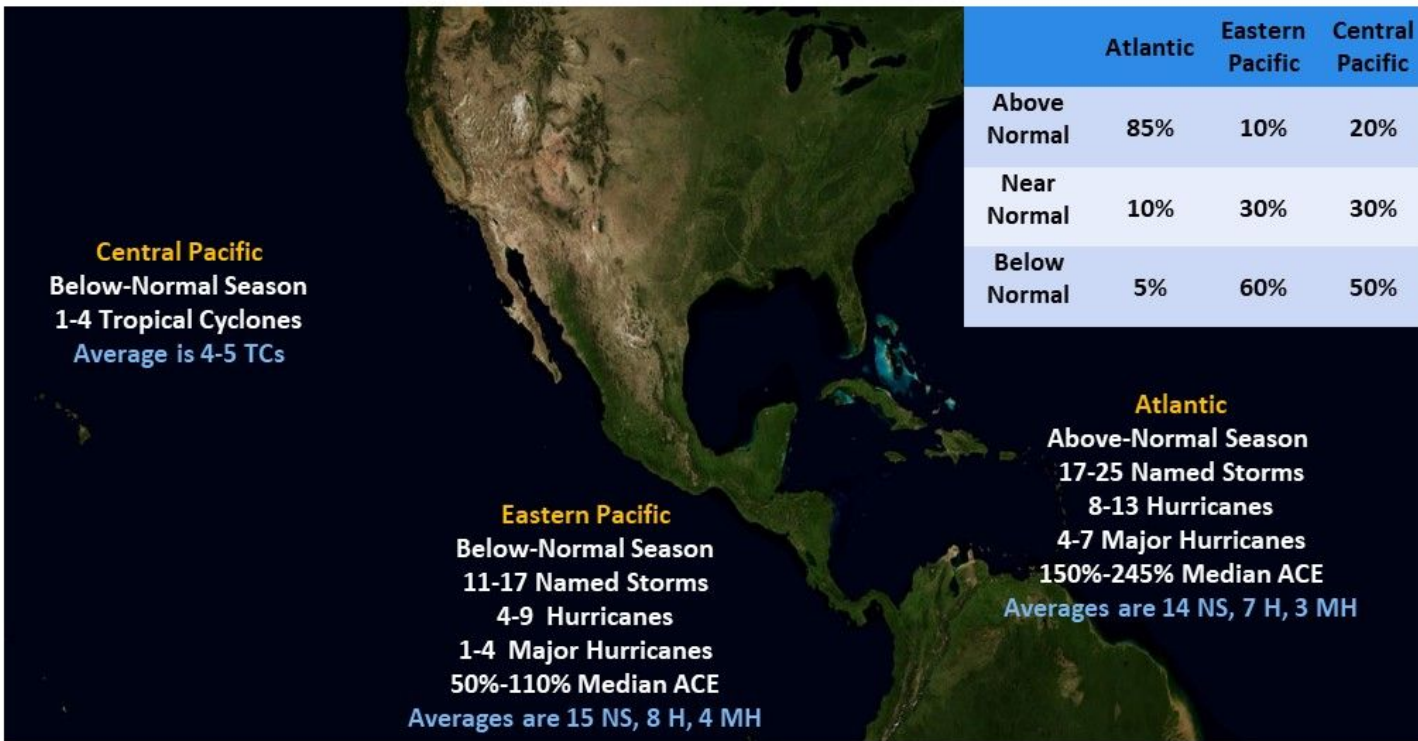 Atlantic Eastern Pacific Central Pacific
Above Normal 85% 10% 20%
Near Normal 10% 30% 30%
Below Normal 5% 60% 50%
Central Pacific
Below-Normal Season
1-4 Tropical Cyclones
Average is 4-5 TCs
Eastern Pacific
Below-Normal Season
11-17 Named Storms
4-9 Hurricanes
1-4 Major Hurricanes
50%-110% Median ACE
Averages are 15 NS, 8 H, 4 MH
Atlantic
Above-Normal Season
17-25 Named Storms
8-13 Hurricanes
4-7 Major Hurricanes
150%-245% Median ACE
Averages are 14 NS, 7 H, 3 MH